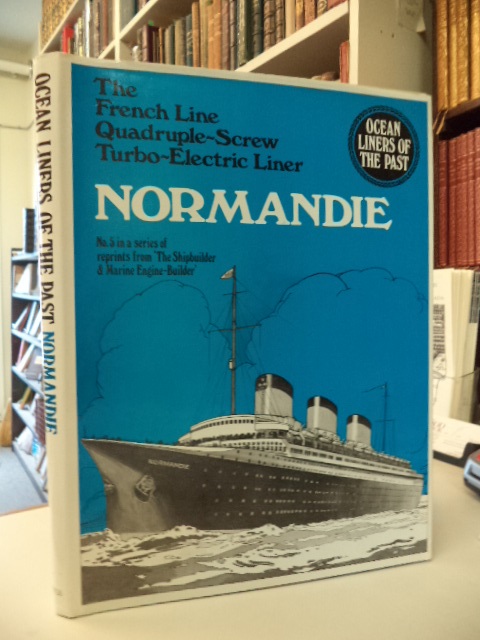 The
French Line
Quadruple-Screw
Turbo-Electric Liner
OCEAN
LINERS OF
THE PAST
NORMANDIE
No. 5 in a series of
reprints from 'The Shipbuilder
& Marine Engine-Builder'
NORMANDIE
OCEAN LINERS OF THE PAST NORMANDIE